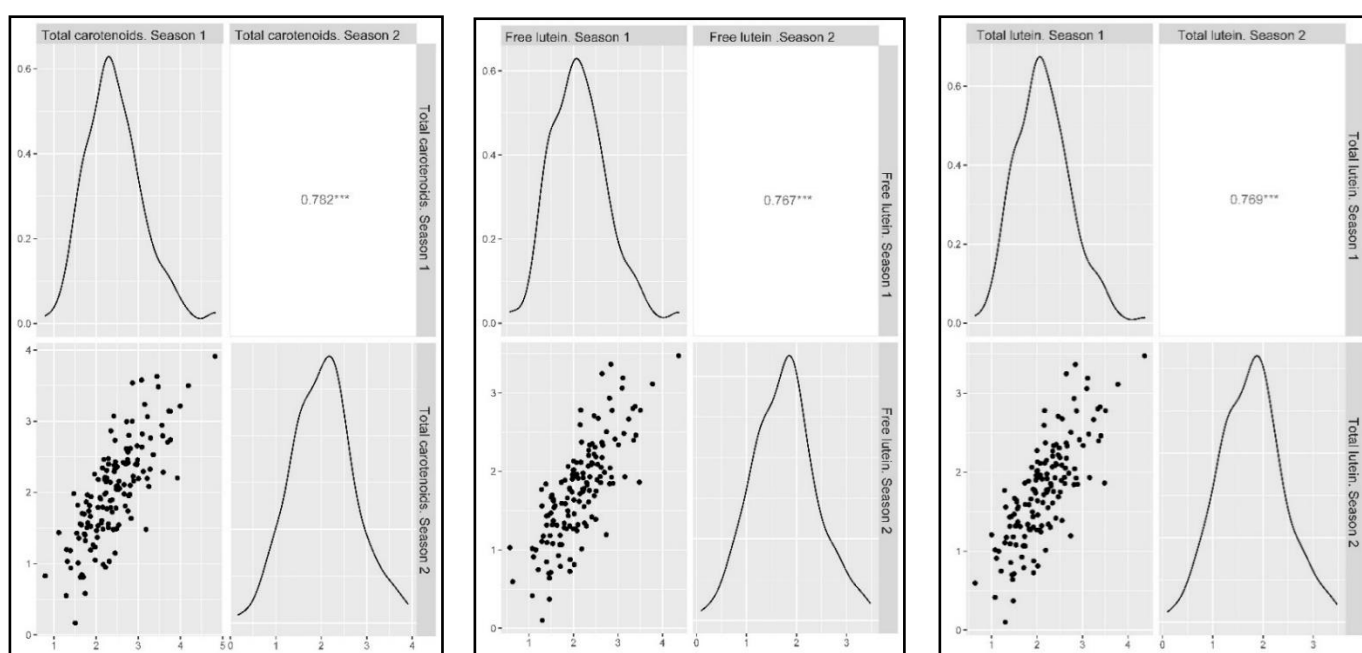 Total carotenoids. Season 1 Total carotenoids. Season 2
0.6
0.4
0.2
0.0
0.782***
Total carotenoids. Season 1
4
3
2
1
0
Total carotenoids. Season 2
1 2 3 4 5 0 1 2 3 4
Free lutein. Season 1 Free lutein .Season 2
0.6
0.4
0.2
0.0
0.767***
Free lutein. Season 1
3
2
1
0
Free lutein. Season 2
1 2 3 4 0 1 2 3
Total lutein. Season 1 Total lutein. Season 2
0.6
0.4
0.2
0.0
0.769***
Total lutein. Season 1
3
2
1
0
Total lutein. Season 2
1 2 3 4 0 1 2 3